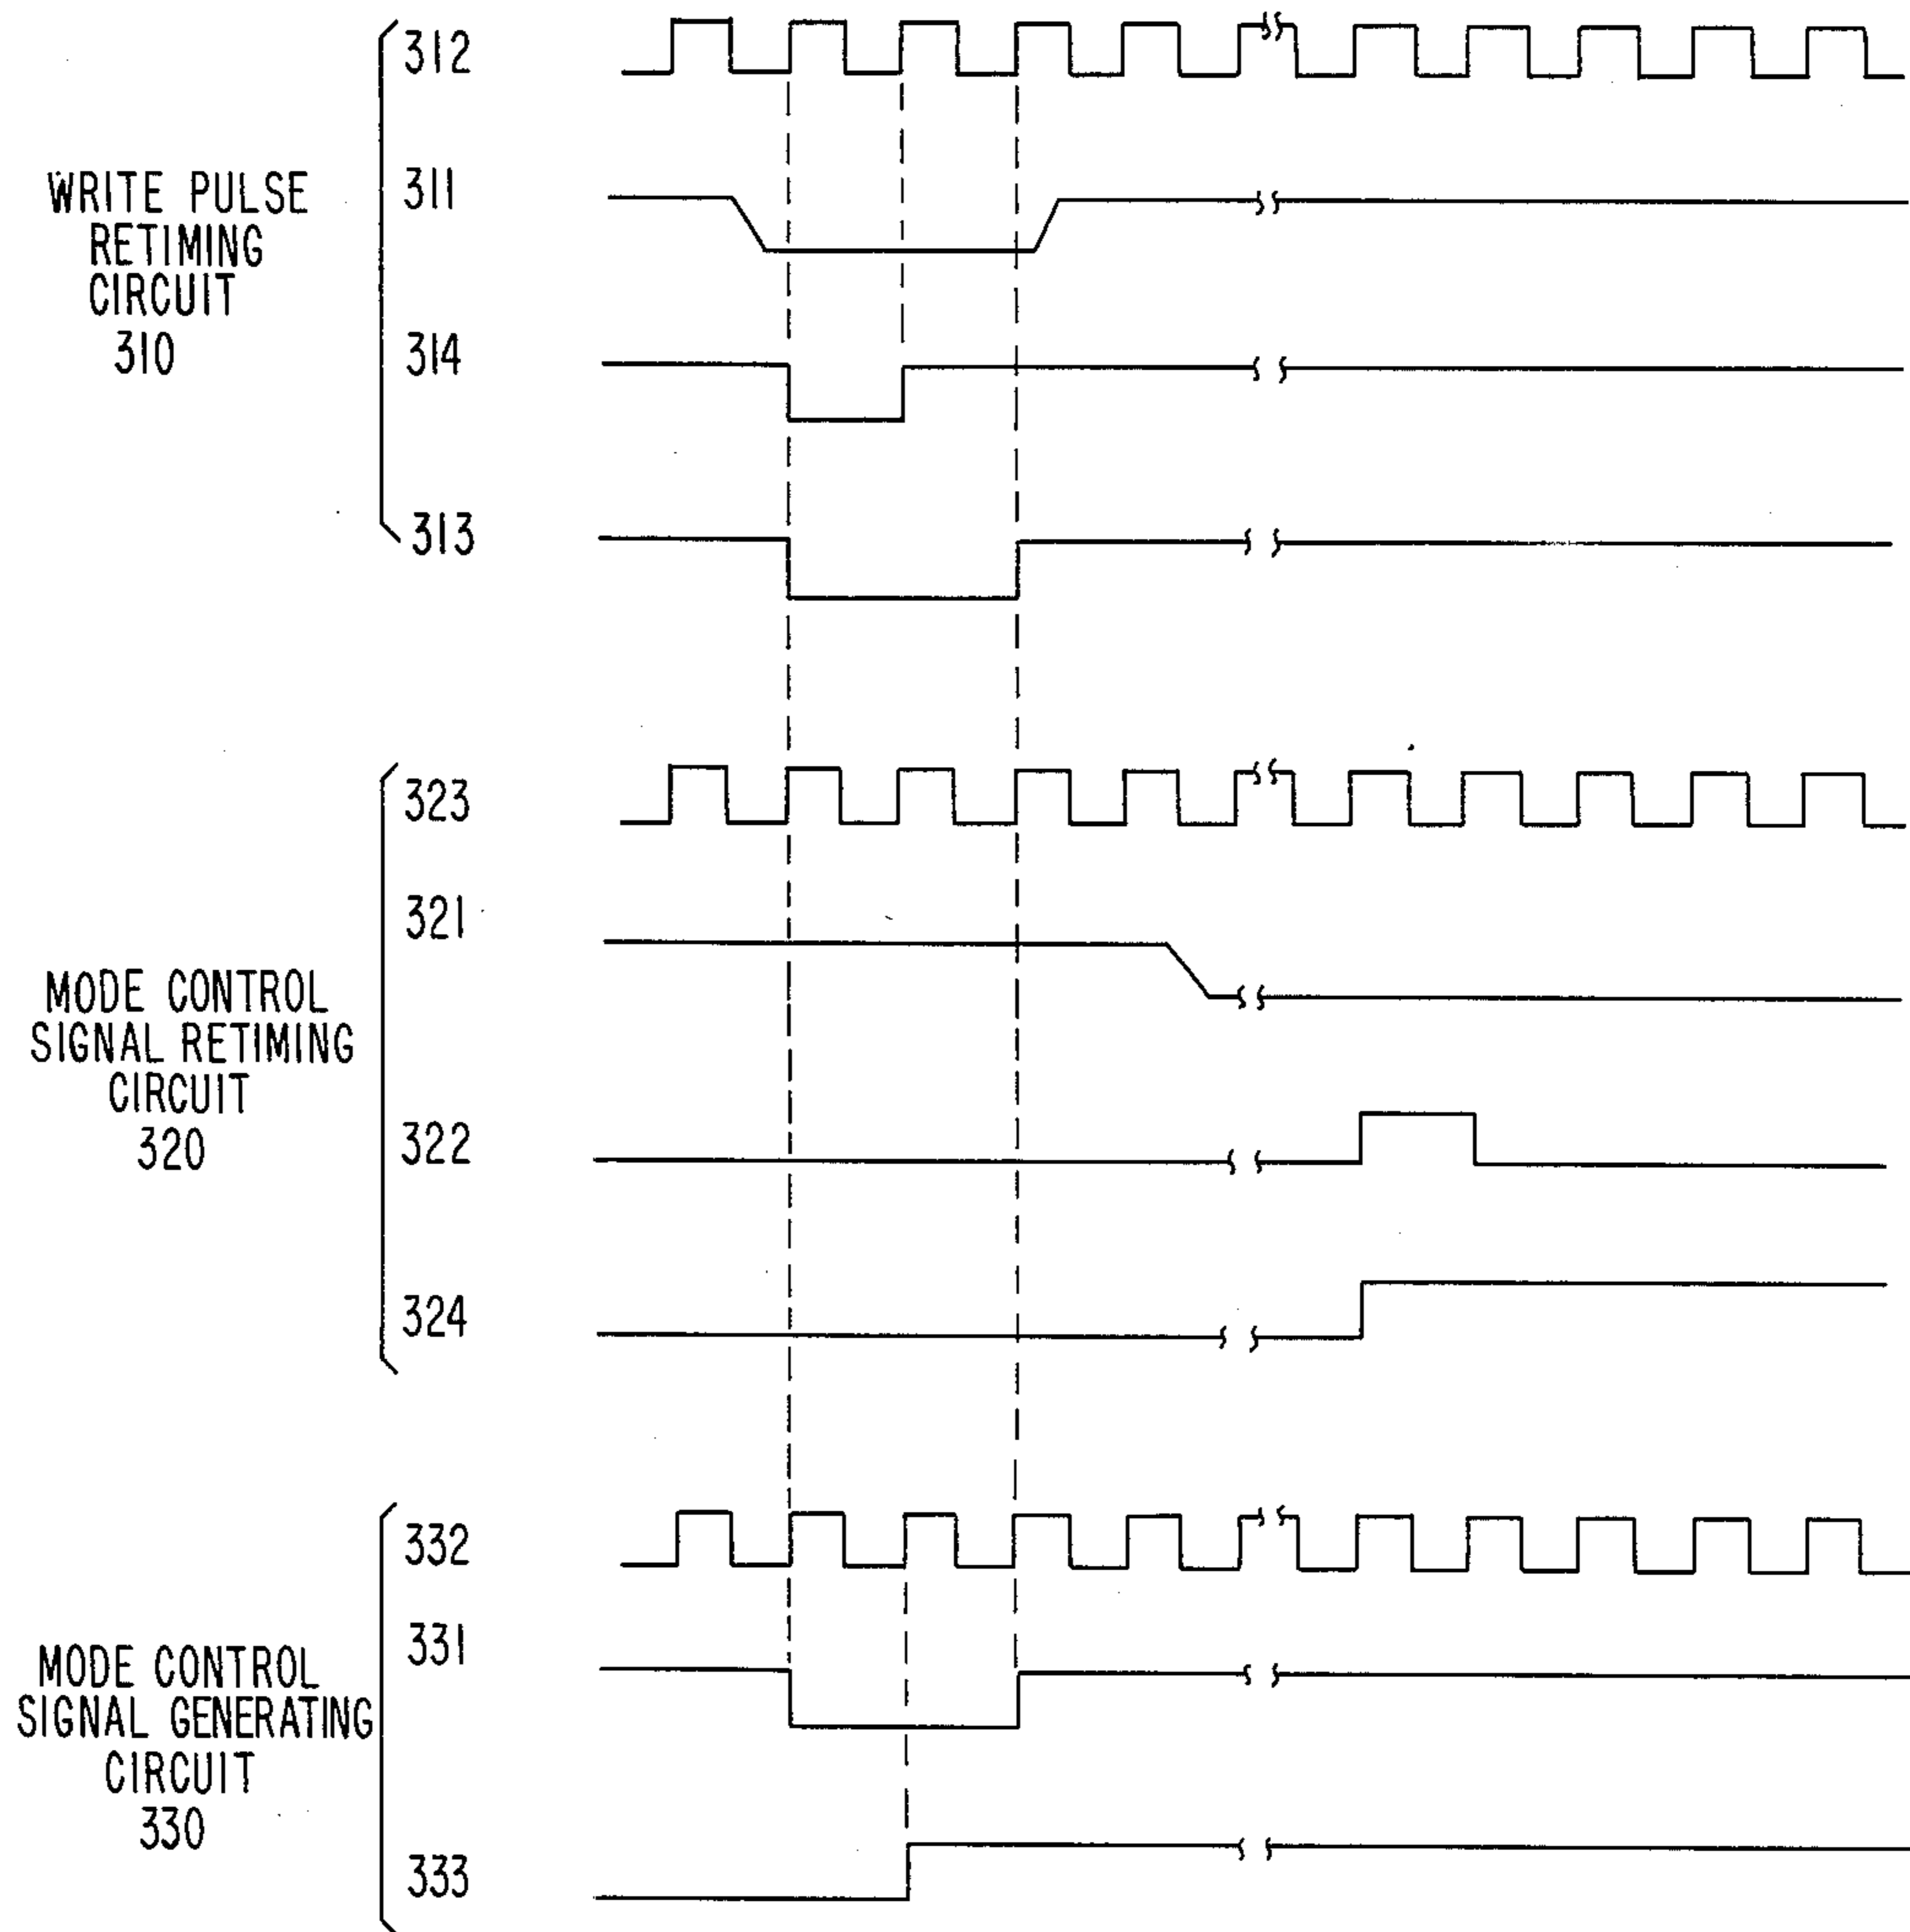 312
311
WRITE PULSE
RETIMING
CIRCUIT
310
314
313
323
321
MODE CONTROL
SIGNAL RETIMING
CIRCUIT
320
322
324
332
331
MODE CONTROL
SIGNAL GENERATING
CIRCUIT
330
333